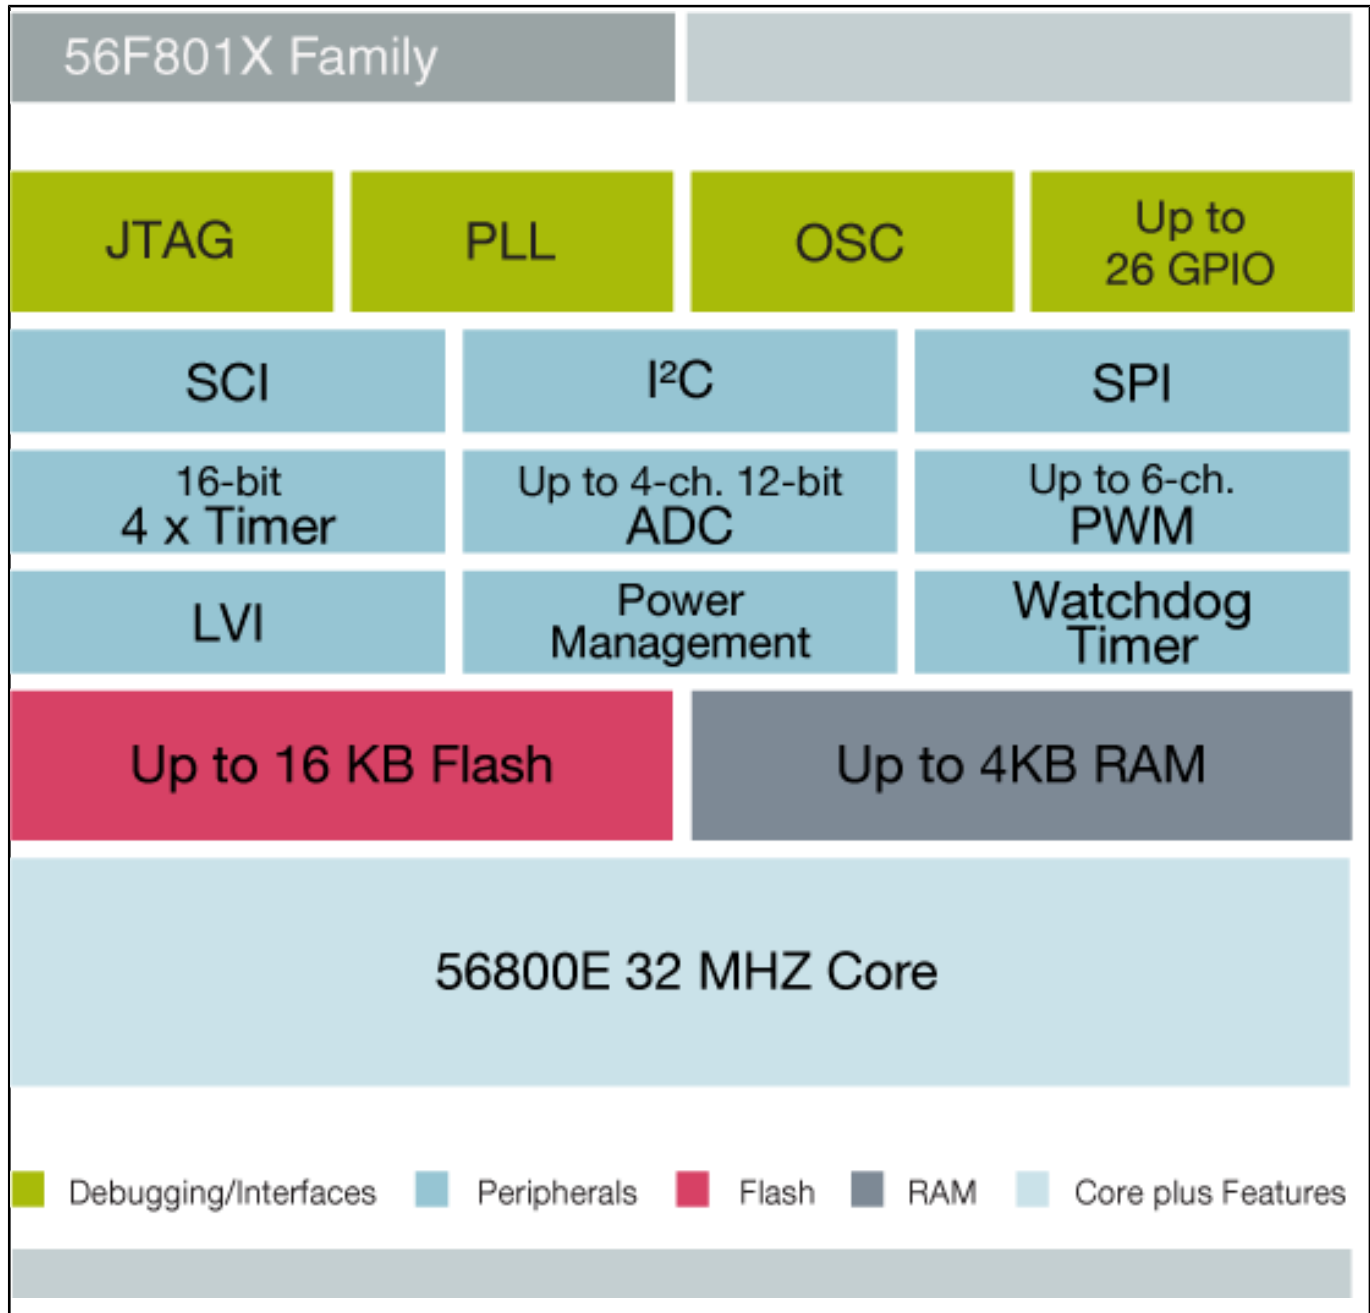 56F801X Family
JTAG
PLL
OSC
Up to
26 GPIO
SCI
I²C
SPI
16-bit
4 x Timer
Up to 4-ch. 12-bit
ADC
Up to 6-ch.
PWM
LVI
Power
Management
Watchdog
Timer
Up to 16 KB Flash
Up to 4KB RAM
56800E 32 MHZ Core
Debugging/Interfaces
Peripherals
Flash
RAM
Core plus Features